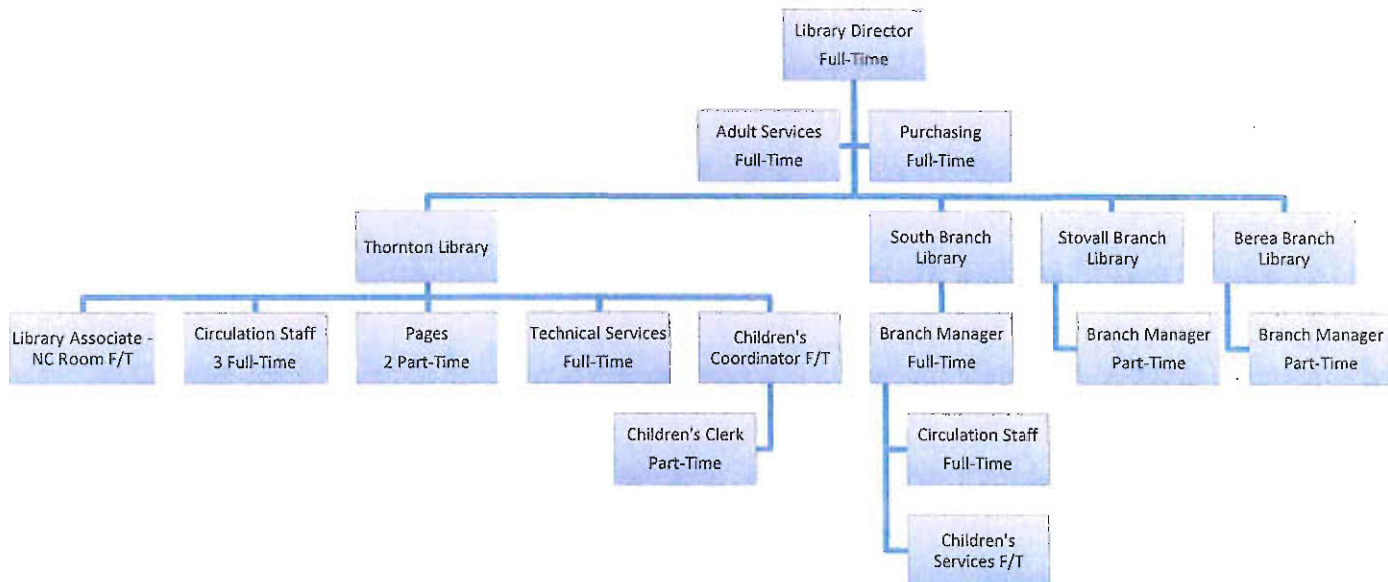 Library Director
Full-Time
Adult Services
Full-Time
Purchasing
Full-Time
Thornton Library
South Branch
Library
Stovall Branch
Library
Berea Branch
Library
Library Associate -
NC Room F/T
Circulation Staff
3 Full-Time
Pages
2 Part-Time
Technical Services
Full-Time
Children's
Coordinator F/T
Branch Manager
Full-Time
Branch Manager
Part-Time
Branch Manager
Part-Time
Children's Clerk
Part-Time
Circulation Staff
Full-Time
Children's
Services F/T